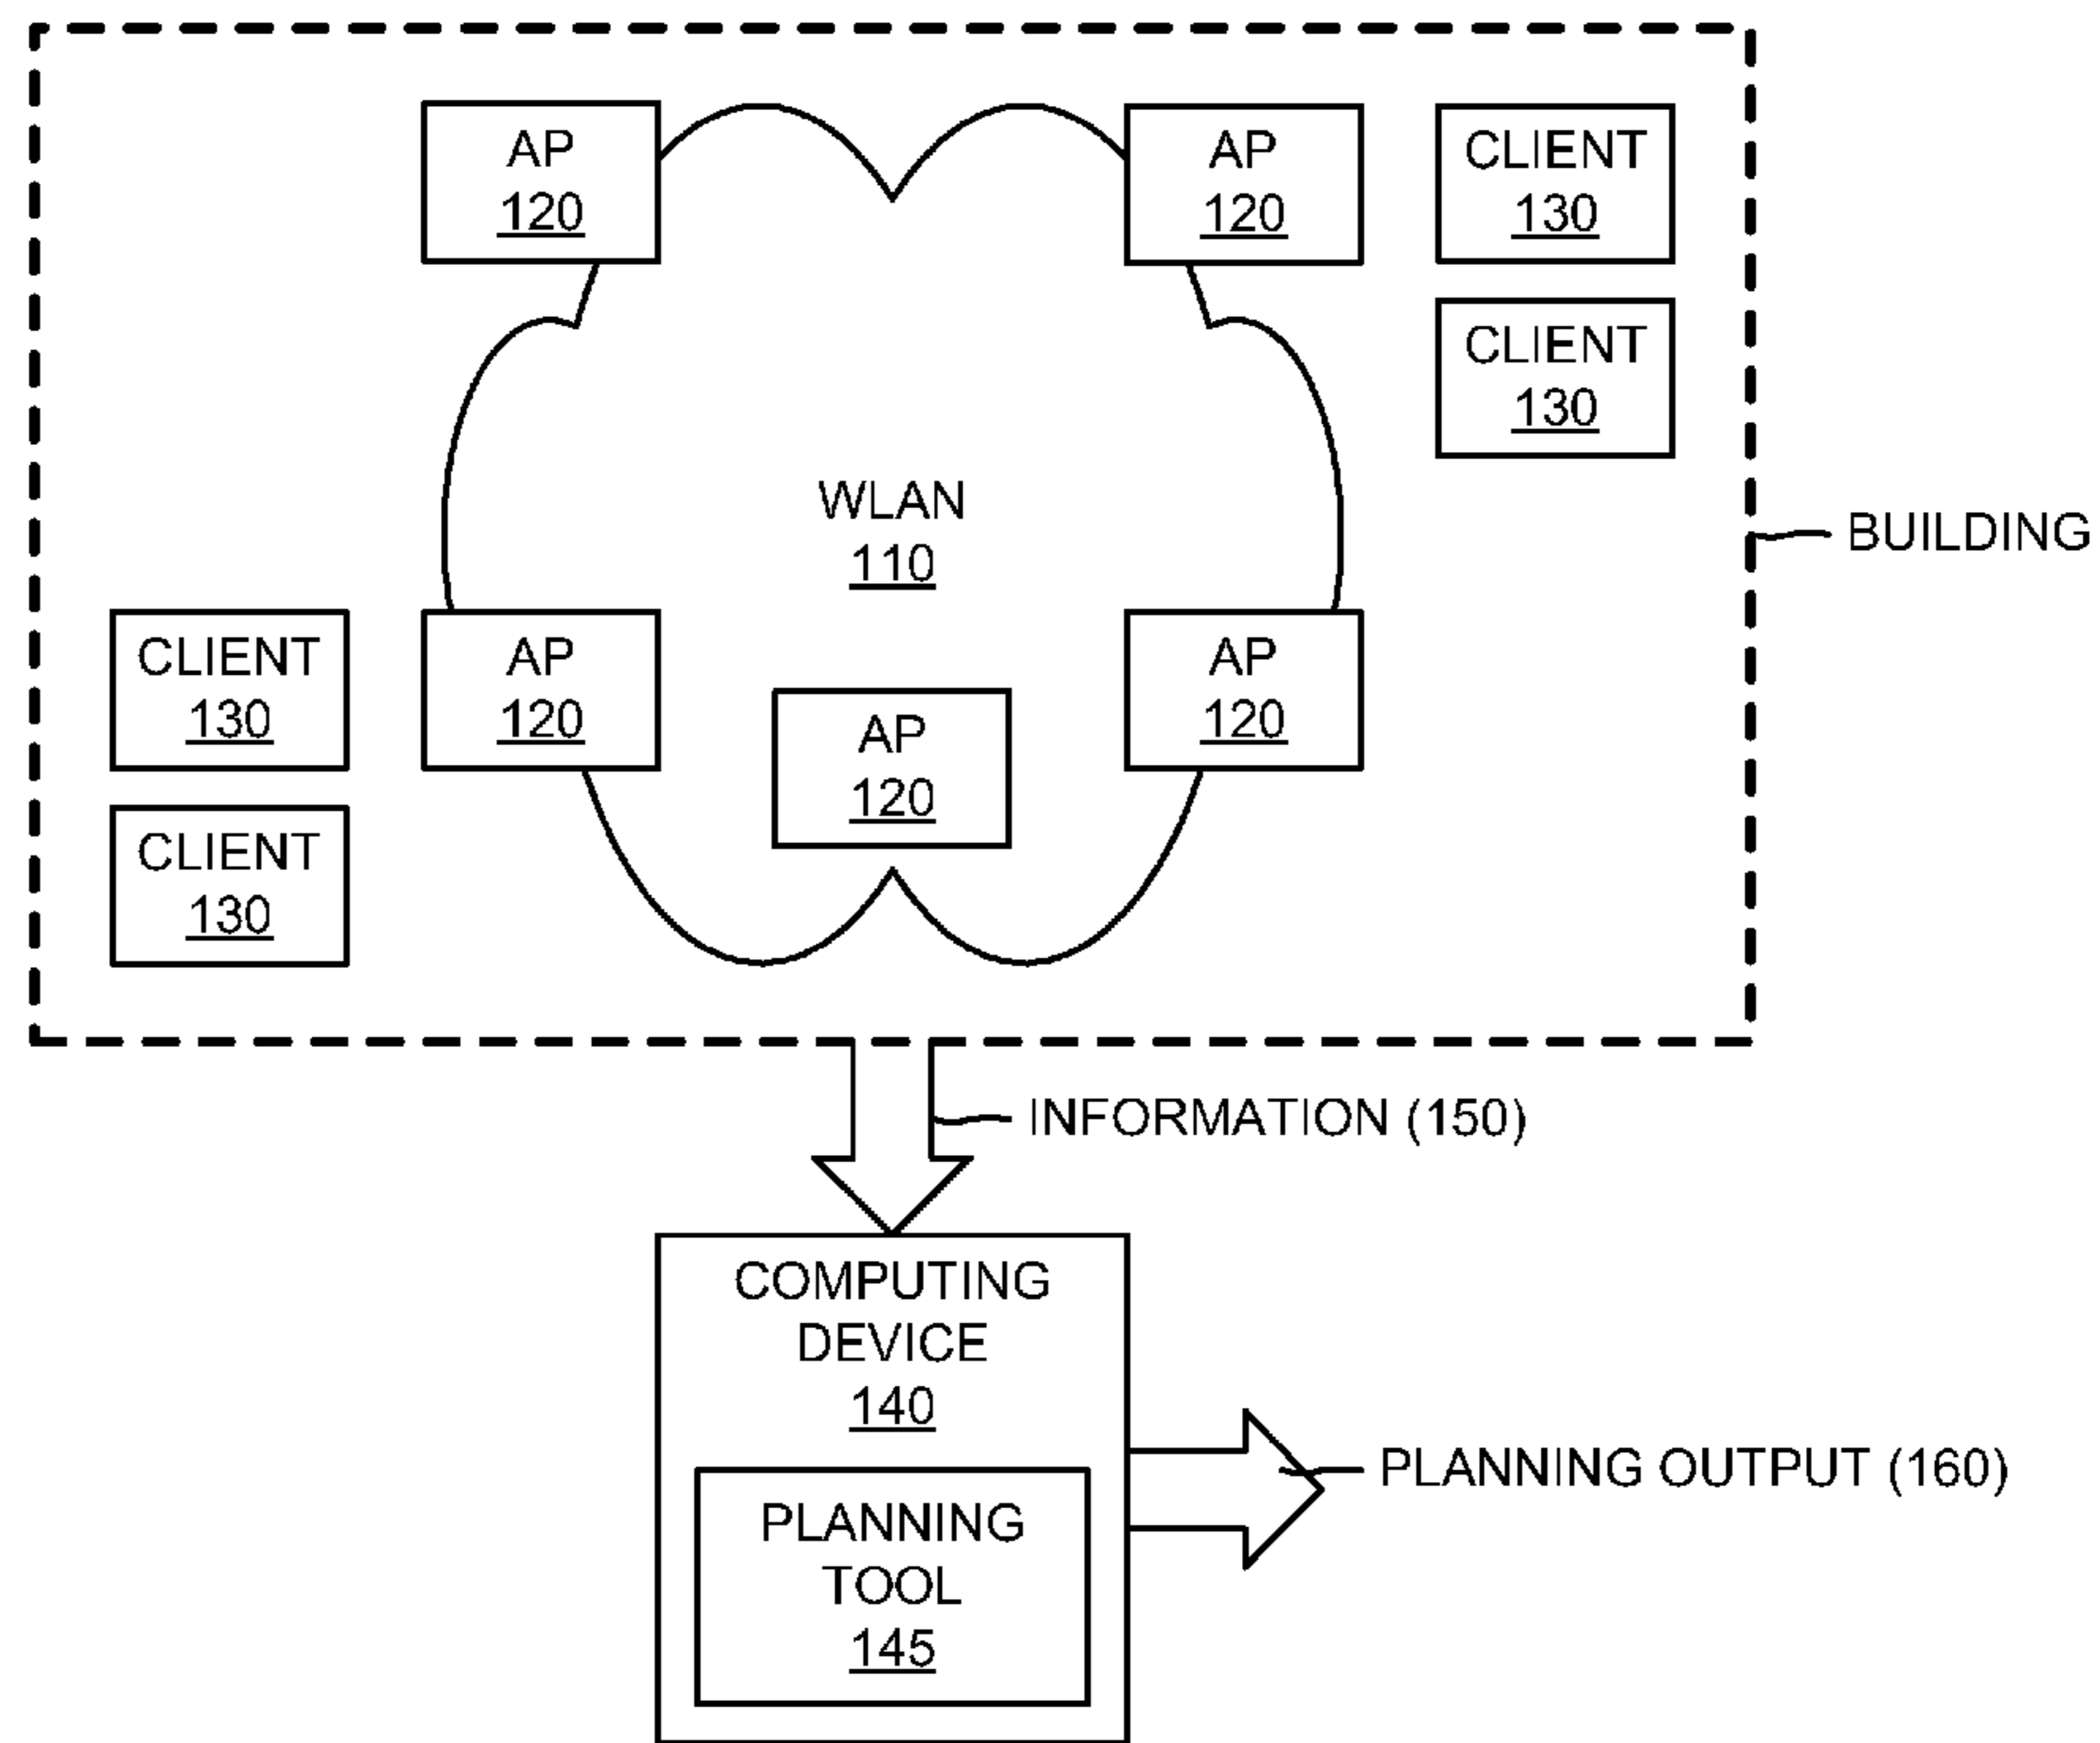 AP
120
AP
120
CLIENT
130
CLIENT
130
WLAN
110
BUILDING
CLIENT
130
AP
120
AP
120
AP
120
CLIENT
130
INFORMATION (150)
COMPUTING
DEVICE
140
PLANNING OUTPUT (160)
PLANNING
TOOL
145